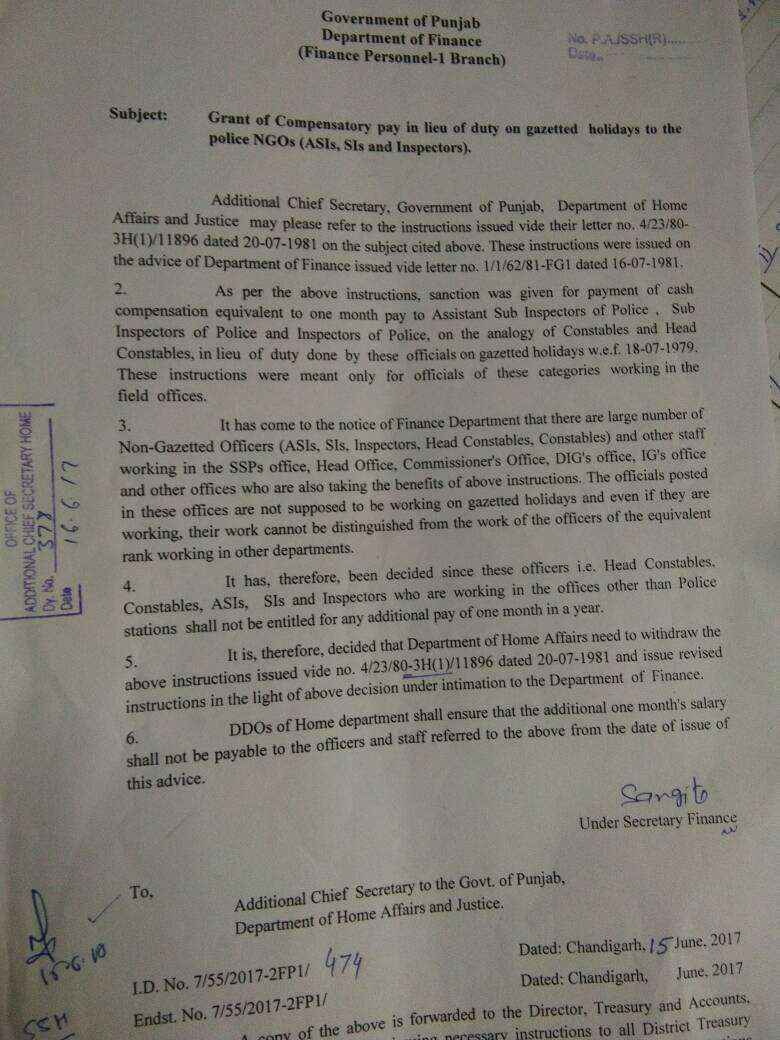 Government of Punjab
Department of Finance
(Finance Personnel-1 Branch)
No. P.A/SSH(R).....
Date..
Subject: Grant of Compensatory pay in lieu of duty on gazetted holidays to the
police NGOs (ASIs, SIs and Inspectors).
Additional Chief Secretary, Government of Punjab, Department of Home
Affairs and Justice may please refer to the instructions issued vide their letter no. 4/23/80-
3H(1)/11896 dated 20-07-1981 on the subject cited above. These instructions were issued on
the advice of Department of Finance issued vide letter no. 1/1/62/81-FG1 dated 16-07-1981.
2. As per the above instructions, sanction was given for payment of cash
compensation equivalent to one month pay to Assistant Sub Inspectors of Police , Sub
Inspectors of Police and Inspectors of Police, on the analogy of Constables and Head
Constables, in lieu of duty done by these officials on gazetted holidays w.e.f. 18-07-1979.
These instructions were meant only for officials of these categories working in the
field offices.
3. It has come to the notice of Finance Department that there are large number of
Non-Gazetted Officers (ASIs, SIs, Inspectors, Head Constables, Constables) and other staff
working in the SSPs office, Head Office, Commissioner's Office, DIG's office, IG's office
and other offices who are also taking the benefits of above instructions. The officials posted
in these offices are not supposed to be working on gazetted holidays and even if they are
working, their work cannot be distinguished from the work of the officers of the equivalent
rank working in other departments.
4. It has, therefore, been decided since these officers i.e. Head Constables,
Constables, ASIs, SIs and Inspectors who are working in the offices other than Police
stations shall not be entitled for any additional pay of one month in a year.
5. It is, therefore, decided that Department of Home Affairs need to withdraw the
above instructions issued vide no. 4/23/80-3H(1)/11896 dated 20-07-1981 and issue revised
instructions in the light of above decision under intimation to the Department of Finance.
6. DDOs of Home department shall ensure that the additional one month's salary
shall not be payable to the officers and staff referred to the above from the date of issue of
this advice.
OFFICE OF
ADDITIONAL CHIEF SECRETARY HOME
Dy. No. 378
Date 16.6.17
Sangita
Under Secretary Finance
To,
Additional Chief Secretary to the Govt. of Punjab,
Department of Home Affairs and Justice.
I.D. No. 7/55/2017-2FP1/ 474 Dated: Chandigarh, 15 June, 2017
Endst. No. 7/55/2017-2FP1/ Dated: Chandigarh, June, 2017
SSH
A copy of the above is forwarded to the Director, Treasury and Accounts,
necessary instructions to all District Treasury